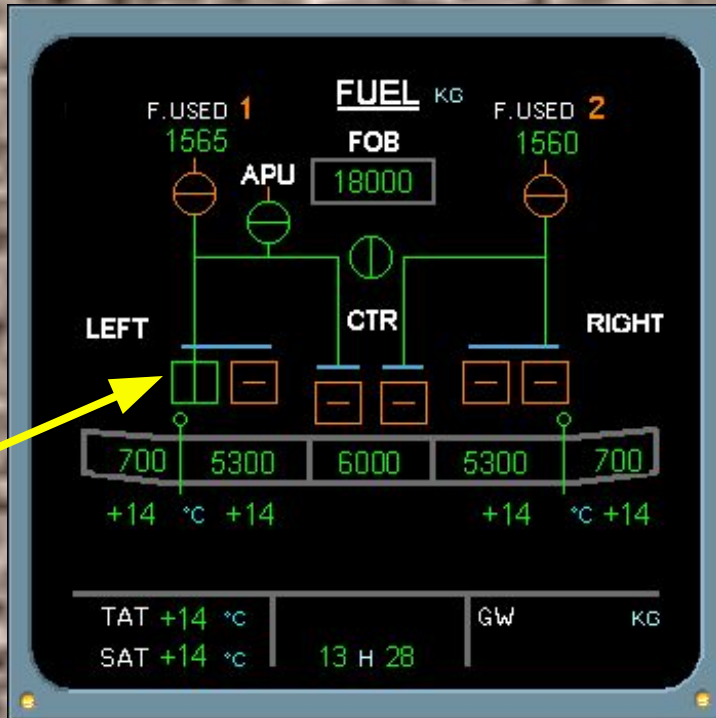 FUEL KG
F.USED 1 F.USED 2
1565 FOB 1560
APU 18000
LEFT CTR RIGHT
700 5300 6000 5300 700
+14 °C +14 +14 °C +14
TAT +14 °C GW KG
SAT +14 °C 13 H 28